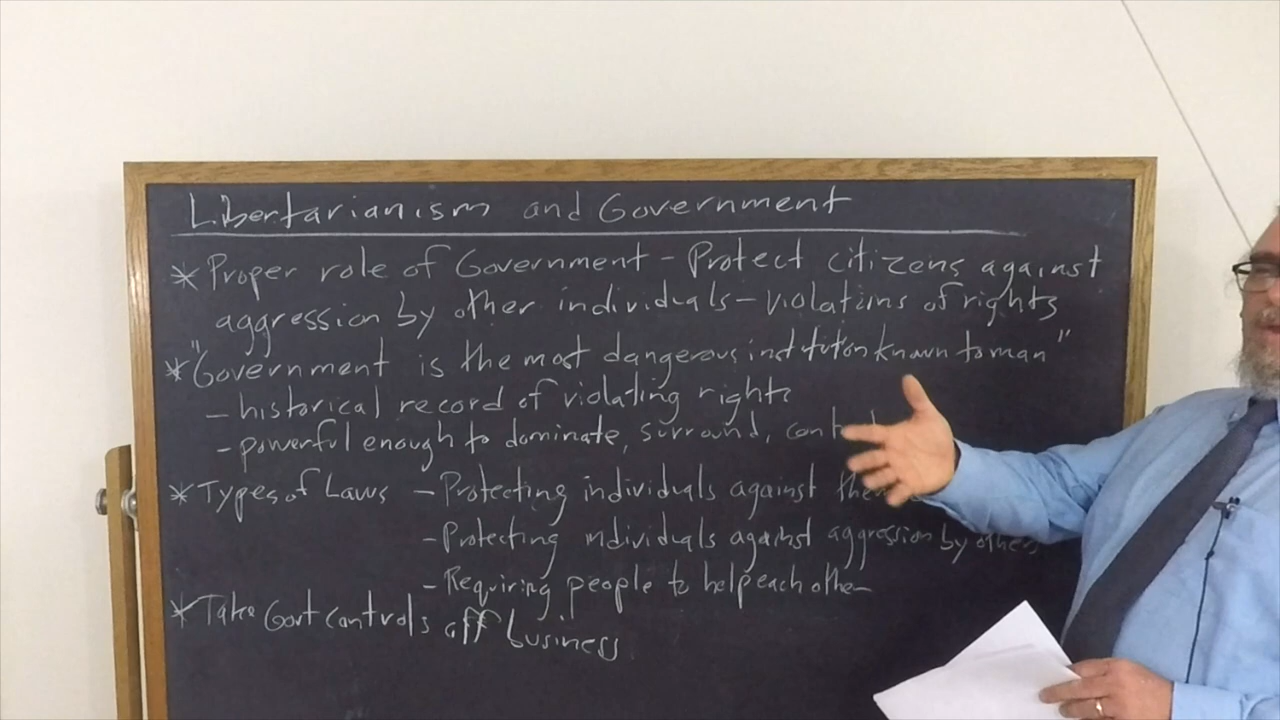 Libertarianism and Government
* Proper role of Government - Protect citizens against
aggression by other individuals - violations of rights
* "Government is the most dangerous institution known to man"
- historical record of violating rights
- powerful enough to dominate, surround,
* Types of Laws - Protecting individuals against
- Protecting individuals against aggression by others
- Requiring people to help each other
* Take Govt controls off business